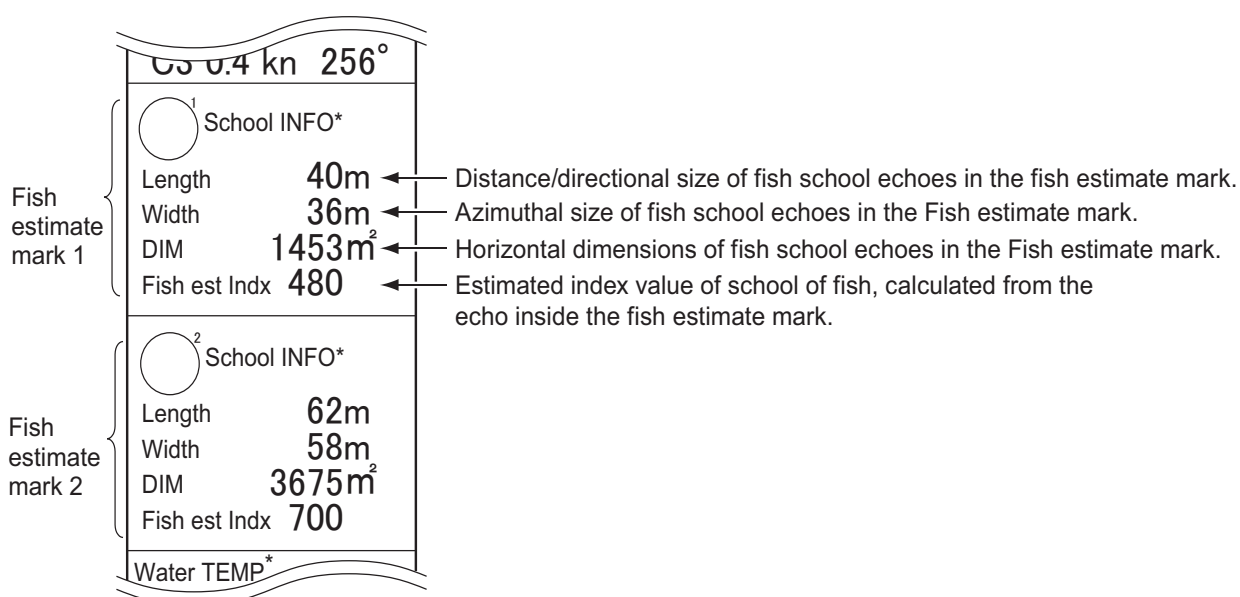 CS 0.4 kn 256°
1
School INFO*
Length 40m
Width 36m
DIM 1453㎡
Fish est Indx 480
Fish
estimate
mark 1
Distance/directional size of fish school echoes in the fish estimate mark.
Azimuthal size of fish school echoes in the Fish estimate mark.
Horizontal dimensions of fish school echoes in the Fish estimate mark.
Estimated index value of school of fish, calculated from the
echo inside the fish estimate mark.
2
School INFO*
Length 62m
Width 58m
DIM 3675㎡
Fish est Indx 700
Fish
estimate
mark 2
Water TEMP*